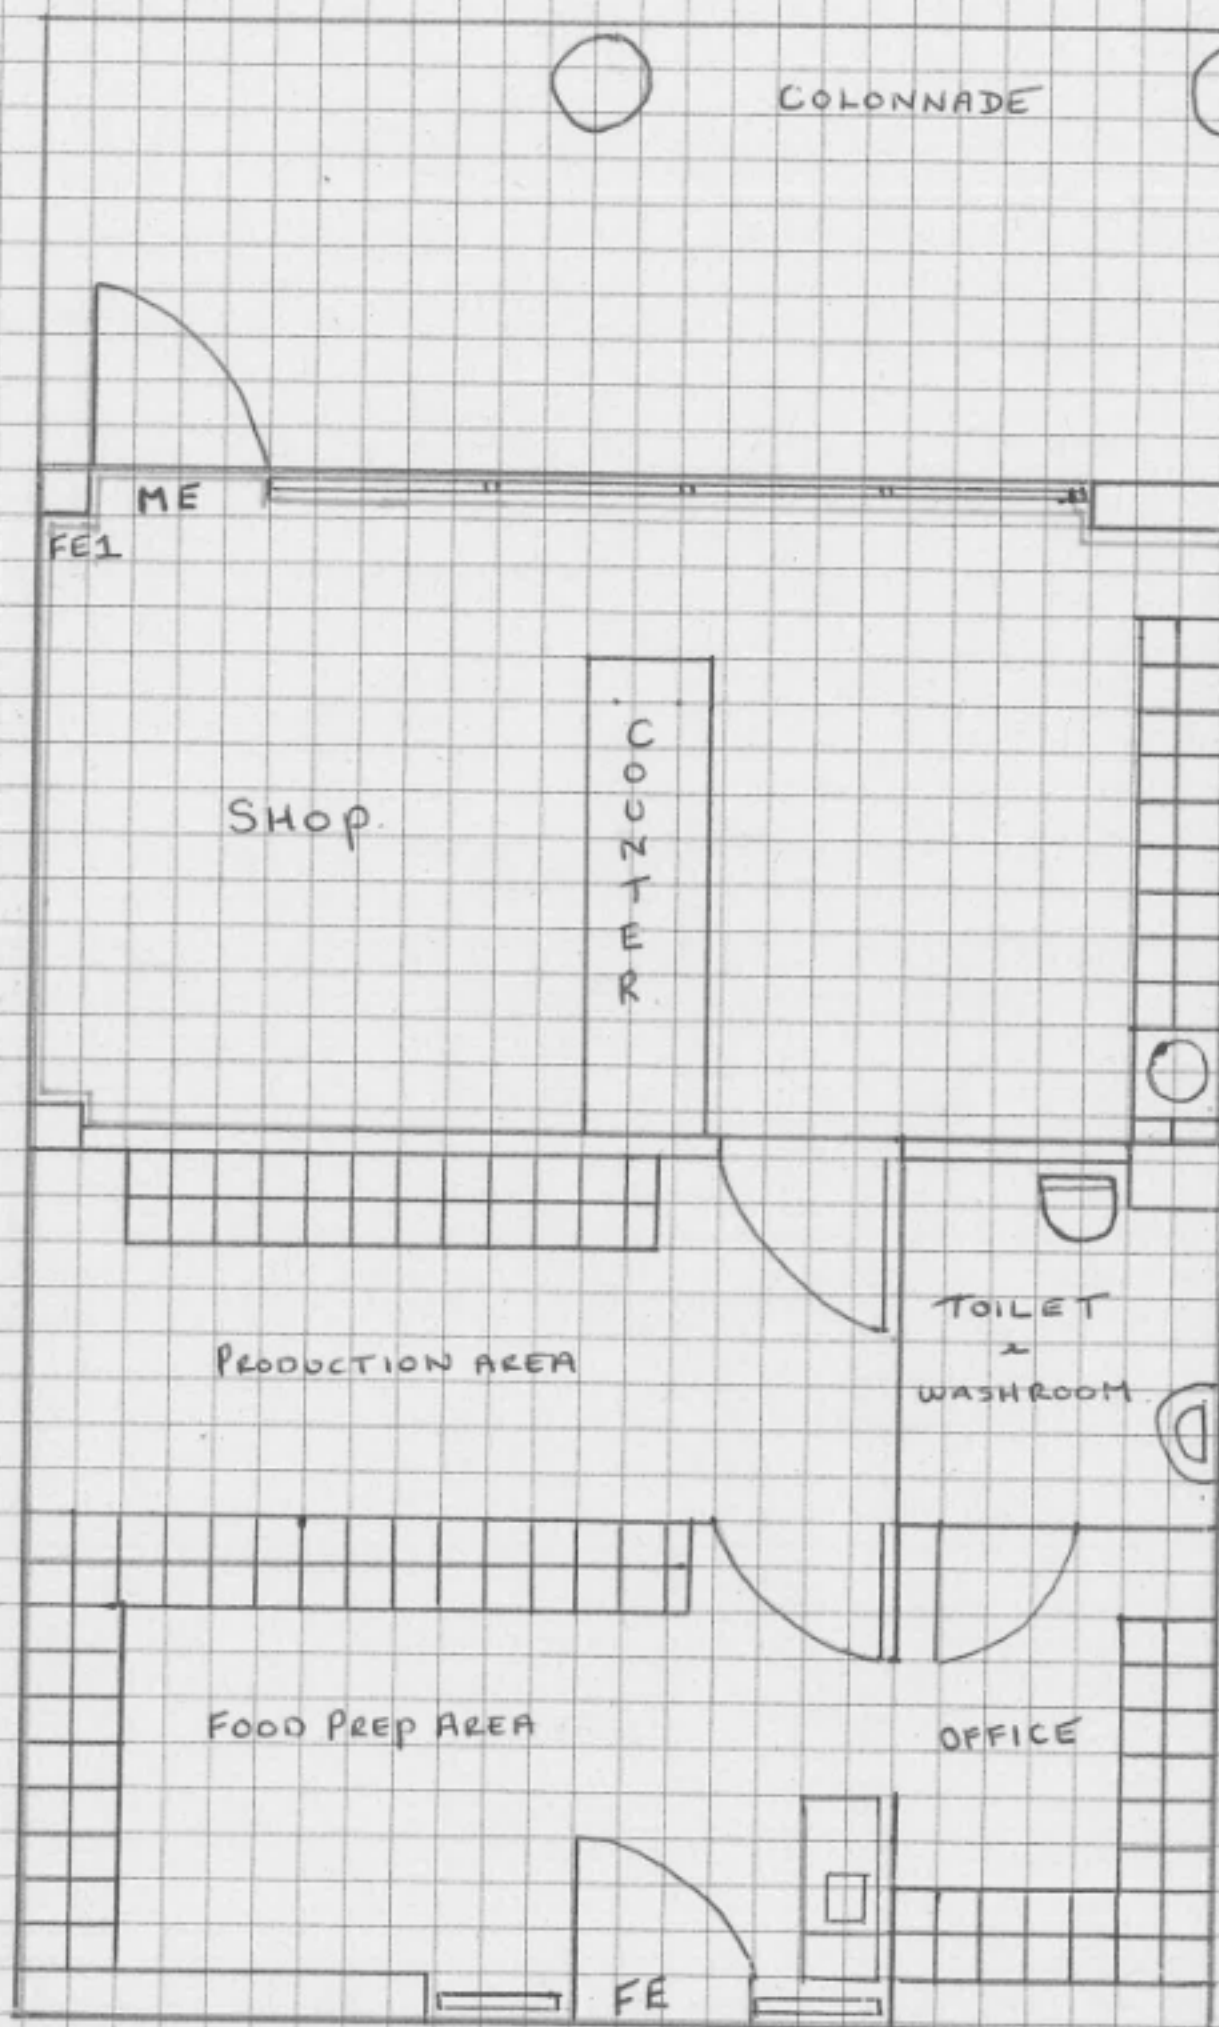 COLONNADE
ME
FE1
SHOP
COUNTER
PRODUCTION AREA
TOILET
&
WASHROOM
FOOD PREP AREA
OFFICE
FE